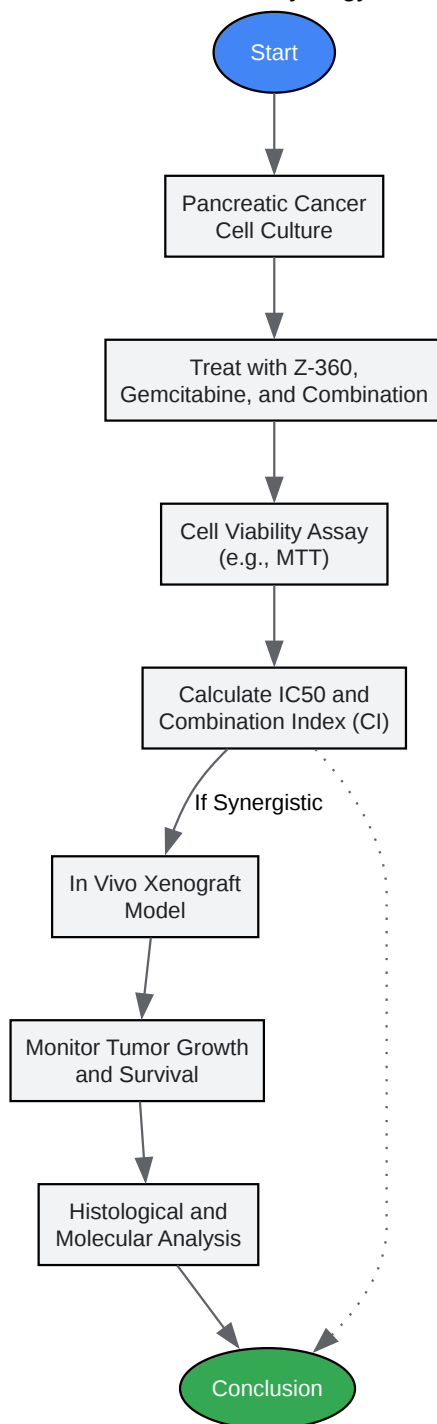 Start
Pancreatic Cancer
Cell Culture
Treat with Z-360,
Gemcitabine, and Combination
Cell Viability Assay
(e.g., MTT)
Calculate IC50 and
Combination Index (CI)
If Synergistic
In Vivo Xenograft
Model
Monitor Tumor Growth
and Survival
Histological and
Molecular Analysis
Conclusion